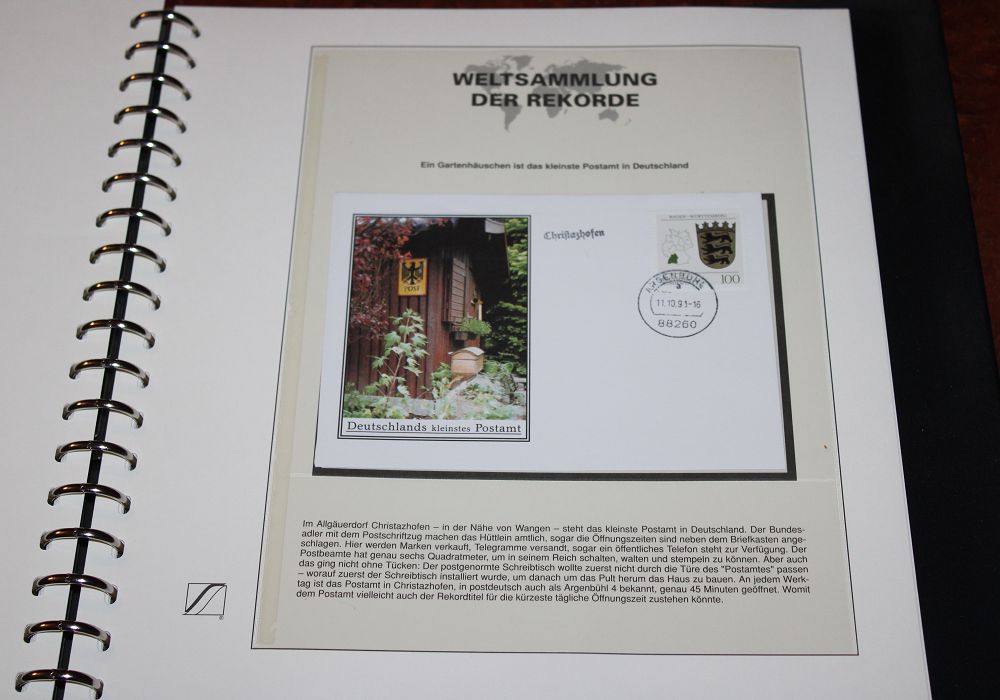 WELTSAMMLUNG
DER REKORDE
Ein Gartenhäuschen ist das kleinste Postamt in Deutschland
Christazhofen
BADEN-WÜRTTEMBERG
100
ARGENBÜHL
a
11.10.93-16
88260
POST
Deutschlands kleinstes Postamt
Im Allgäuerdorf Christazhofen – in der Nähe von Wangen – steht das kleinste Postamt in Deutschland. Der Bundes-
adler mit dem Postschriftzug machen das Hüttlein amtlich, sogar die Öffnungszeiten sind neben dem Briefkasten ange-
schlagen. Hier werden Marken verkauft, Telegramme versandt, sogar ein öffentliches Telefon steht zur Verfügung. Der
Postbeamte hat genau sechs Quadratmeter, um in seinem Reich schalten, walten und stempeln zu können. Aber auch
das ging nicht ohne Tücken: Der postgenormte Schreibtisch wollte zuerst nicht durch die Türe des "Postamtes" passen
– worauf zuerst der Schreibtisch installiert wurde, um danach um das Pult herum das Haus zu bauen. An jedem Werk-
tag ist das Postamt in Christazhofen, in postdeutsch auch als Argenbühl 4 bekannt, genau 45 Minuten geöffnet. Womit
dem Postamt vielleicht auch der Rekordtitel für die kürzeste tägliche Öffnungszeit zustehen könnte.